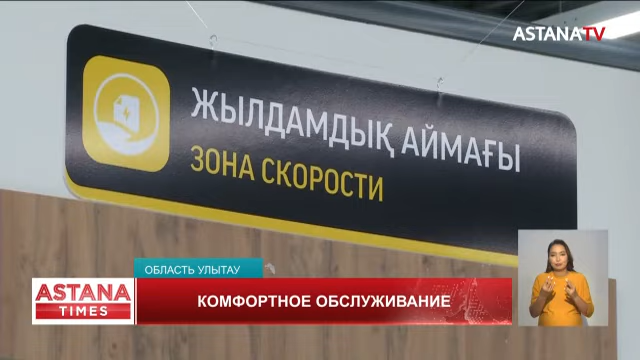 ASTANATV
ЖЫЛДАМДЫҚ АЙМАҒЫ
ЗОНА СКОРОСТИ
ОБЛАСТЬ УЛЫТАУ
ASTANA
TIMES
КОМФОРТНОЕ ОБСЛУЖИВАНИЕ